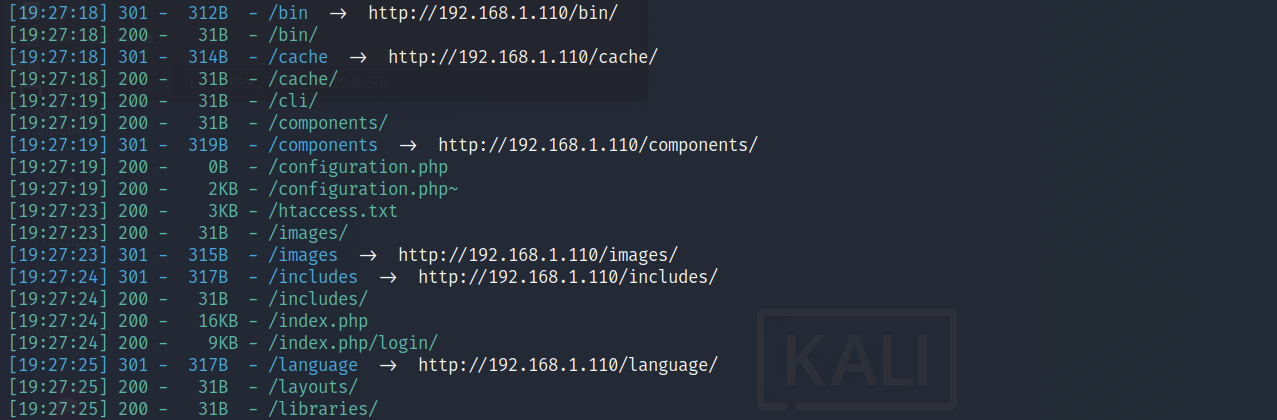 [19:27:18] 301 - 312B - /bin → http://192.168.1.110/bin/
[19:27:18] 200 - 31B - /bin/
[19:27:18] 301 - 314B - /cache → http://192.168.1.110/cache/
[19:27:18] 200 - 31B - /cache/
[19:27:19] 200 - 31B - /cli/
[19:27:19] 200 - 31B - /components/
[19:27:19] 301 - 319B - /components → http://192.168.1.110/components/
[19:27:19] 200 - 0B - /configuration.php
[19:27:19] 200 - 2KB - /configuration.php~
[19:27:23] 200 - 3KB - /htaccess.txt
[19:27:23] 200 - 31B - /images/
[19:27:23] 301 - 315B - /images → http://192.168.1.110/images/
[19:27:24] 301 - 317B - /includes → http://192.168.1.110/includes/
[19:27:24] 200 - 31B - /includes/
[19:27:24] 200 - 16KB - /index.php
[19:27:24] 200 - 9KB - /index.php/login/
[19:27:25] 301 - 317B - /language → http://192.168.1.110/language/
[19:27:25] 200 - 31B - /layouts/
[19:27:25] 200 - 31B - /libraries/
KALI